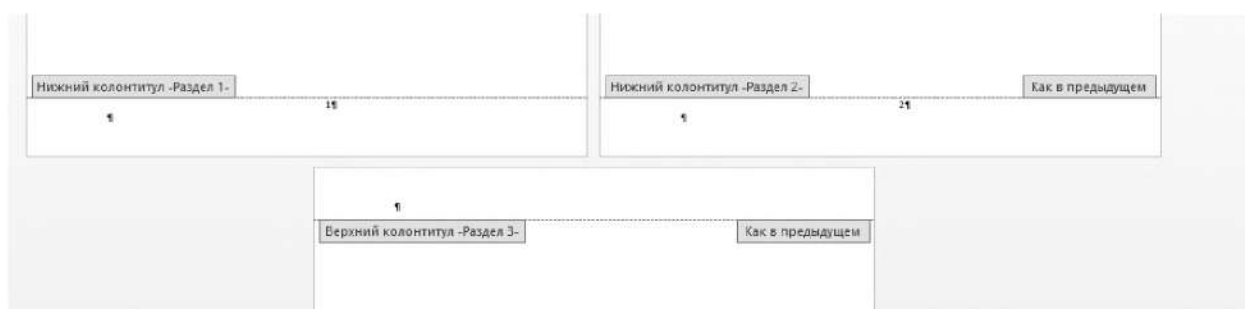 Нижний колонтитул -Раздел 1-
1¶
¶
Нижний колонтитул -Раздел 2-
Как в предыдущем
2¶
¶
¶
Верхний колонтитул -Раздел 3-
Как в предыдущем